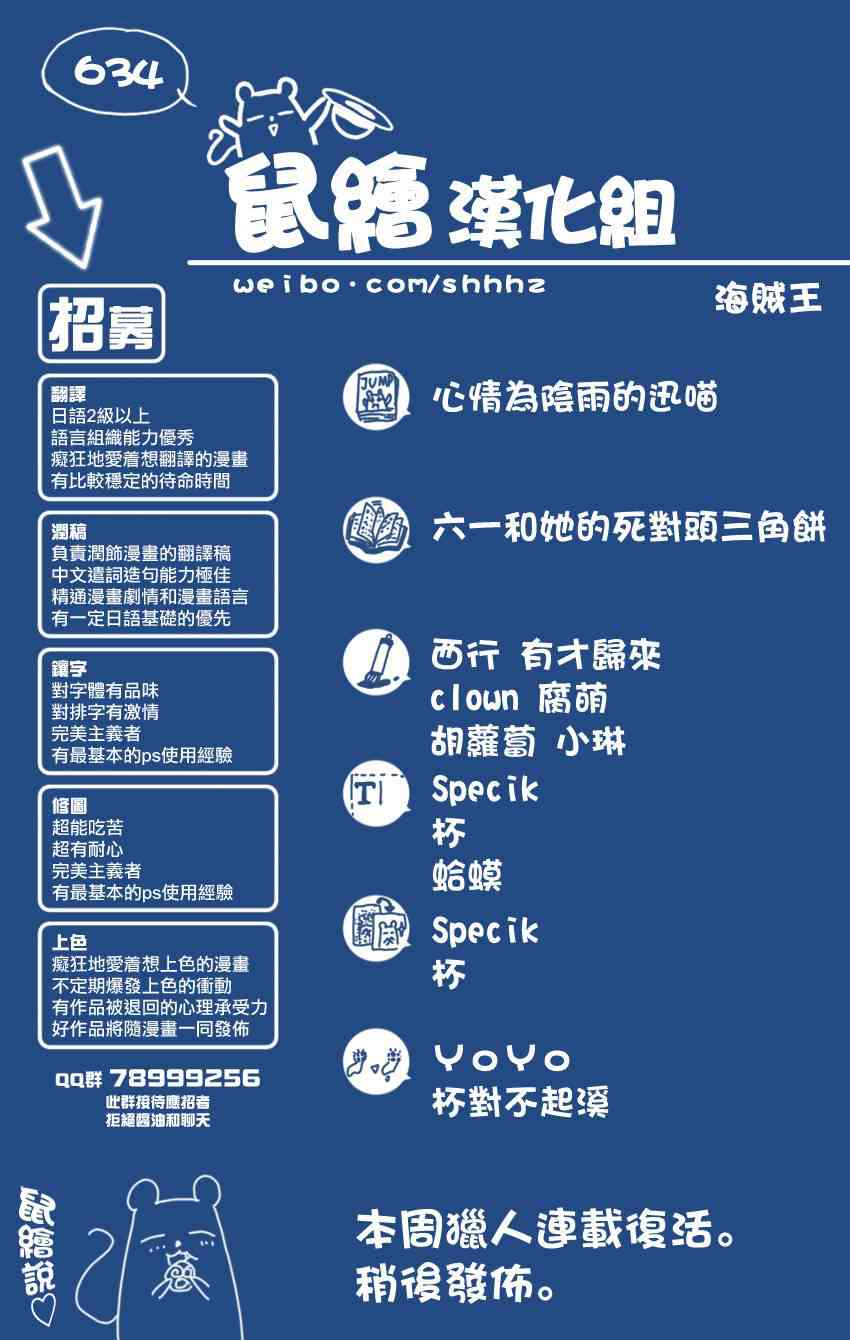 634
鼠繪漢化組
weibo.com/shhhz
海賊王
招募
翻譯
日語2級以上
語言組織能力優秀
癡狂地愛着想翻譯的漫畫
有比較穩定的待命時間
潤稿
負責潤飾漫畫的翻譯稿
中文遣詞造句能力極佳
精通漫畫劇情和漫畫語言
有一定日語基礎的優先
鑲字
對字體有品味
對排字有激情
完美主義者
有最基本的ps使用經驗
修圖
超能吃苦
超有耐心
完美主義者
有最基本的ps使用經驗
上色
癡狂地愛着想上色的漫畫
不定期爆發上色的衝動
有作品被退回的心理承受力
好作品將隨漫畫一同發佈
QQ群 78999256
此群接待應招者
拒絕醬油和聊天
JUMP
心情為陰雨的迅喵
六一和她的死對頭三角餅
西行 有才歸來
clown 腐萌
胡蘿蔔 小琳
T
Specik
杯
蛤蟆
Specik
杯
YoYo
杯對不起溪
鼠繪說♡
本周獵人連載復活。
稍後發佈。